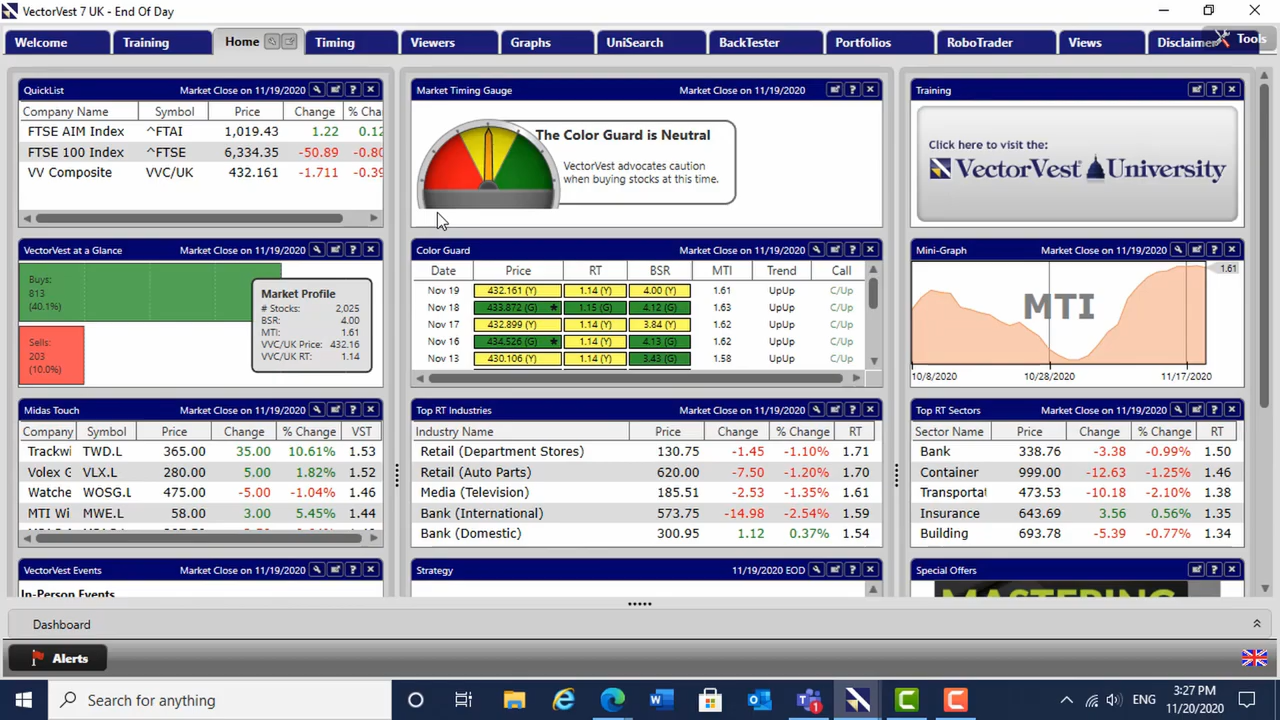 VectorVest 7 UK - End Of Day
Welcome Training Home Timing Viewers Graphs UniSearch BackTester Portfolios RoboTrader Views Disclaimer Tools
QuickList Market Close on 11/19/2020
Company Name Symbol Price Change % Cha
FTSE AIM Index ^FTAI 1,019.43 1.22 0.12
FTSE 100 Index ^FTSE 6,334.35 -50.89 -0.80
VV Composite VVC/UK 432.161 -1.711 -0.39
Market Timing Gauge Market Close on 11/19/2020
The Color Guard is Neutral
VectorVest advocates caution
when buying stocks at this time.
Training
Click here to visit the:
VectorVest University
VectorVest at a Glance Market Close on 11/19/2020
Buys:
813
(40.1%)
Sells:
203
(10.0%)
Market Profile
# Stocks: 2,025
BSR: 4.00
MTI: 1.61
VVC/UK Price: 432.16
VVC/UK RT: 1.14
Color Guard Market Close on 11/19/2020
Date Price RT BSR MTI Trend Call
Nov 19 432.161 (Y) 1.14 (Y) 4.00 (Y) 1.61 UpUp C/Up
Nov 18 433.872 (G) ★ 1.15 (G) 4.12 (G) 1.63 UpUp C/Up
Nov 17 432.899 (Y) 1.14 (Y) 3.84 (Y) 1.62 UpUp C/Up
Nov 16 434.526 (G) ★ 1.14 (Y) 4.13 (G) 1.62 UpUp C/Up
Nov 13 430.106 (Y) 1.14 (Y) 3.43 (G) 1.58 UpUp C/Up
Mini-Graph Market Close on 11/19/2020
1.61
MTI
10/8/2020 10/28/2020 11/17/2020
Midas Touch Market Close on 11/19/2020
Company Symbol Price Change % Change VST
Trackwi TWD.L 365.00 35.00 10.61% 1.53
Volex G VLX.L 280.00 5.00 1.82% 1.52
Watche WOSG.L 475.00 -5.00 -1.04% 1.46
MTI Wi MWE.L 58.00 3.00 5.45% 1.44
Top RT Industries Market Close on 11/19/2020
Industry Name Price Change % Change RT
Retail (Department Stores) 130.75 -1.45 -1.10% 1.71
Retail (Auto Parts) 620.00 -7.50 -1.20% 1.70
Media (Television) 185.51 -2.53 -1.35% 1.61
Bank (International) 573.75 -14.98 -2.54% 1.59
Bank (Domestic) 300.95 1.12 0.37% 1.54
Top RT Sectors Market Close on 11/19/2020
Sector Name Price Change % Change RT
Bank 338.76 -3.38 -0.99% 1.50
Container 999.00 -12.63 -1.25% 1.46
Transportat 473.53 -10.18 -2.10% 1.38
Insurance 643.69 3.56 0.56% 1.35
Building 693.78 -5.39 -0.77% 1.34
VectorVest Events Market Close on 11/19/2020
In-Person Events
Strategy 11/19/2020 EOD
Special Offers
MASTERING
Dashboard
Alerts
Search for anything
ENG
3:27 PM
11/20/2020